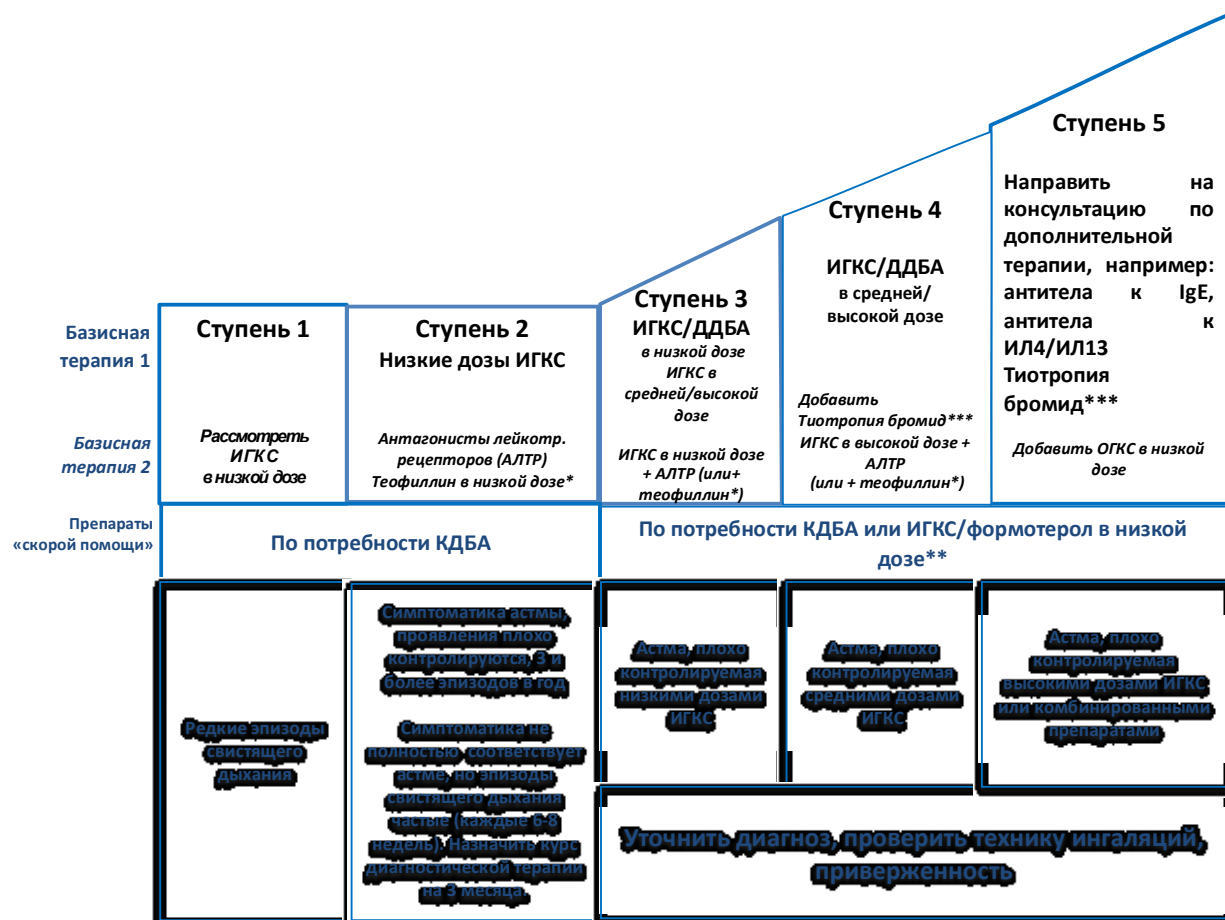 Ступень 5
Направить на
консультацию по
дополнительной
терапии, например:
антитела к IgE,
антитела к
ИЛ4/ИЛ13
Тиотропия
бромид***
Добавить ОГКС в низкой
дозе
Ступень 4
ИГКС/ДДБА
в средней/
высокой дозе
Добавить
Тиотропия бромид***
ИГКС в высокой дозе +
АЛТР
(или + теофиллин*)
Ступень 3
ИГКС/ДДБА
в низкой дозе
ИГКС в
средней/высокой
дозе
ИГКС в низкой дозе
+ АЛТР (или+
теофиллин*)
Базисная
терапия 1
Ступень 1
Ступень 2
Низкие дозы ИГКС
Базисная
терапия 2
Рассмотреть
ИГКС
в низкой дозе
Антагонисты лейкотр.
рецепторов (АЛТР)
Теофиллин в низкой дозе*
Препараты
«скорой помощи»
По потребности КДБА
По потребности КДБА или ИГКС/формотерол в низкой
дозе**
Редкие эпизоды
свистящего
дыхания
Симптоматика астмы,
проявления плохо
контролируются, 3 и
более эпизодов в год
Симптоматика не
полностью соответствует
астме, но эпизоды
свистящего дыхания
частые (каждые 6-8
недель). Назначить курс
диагностической терапии
на 3 месяца.
Астма, плохо
контролируемая
низкими дозами
ИГКС
Астма, плохо
контролируемая
средними дозами
ИГКС
Астма, плохо
контролируемая
высокими дозами ИГКС
или комбинированными
препаратами
Уточнить диагноз, проверить технику ингаляций,
приверженность